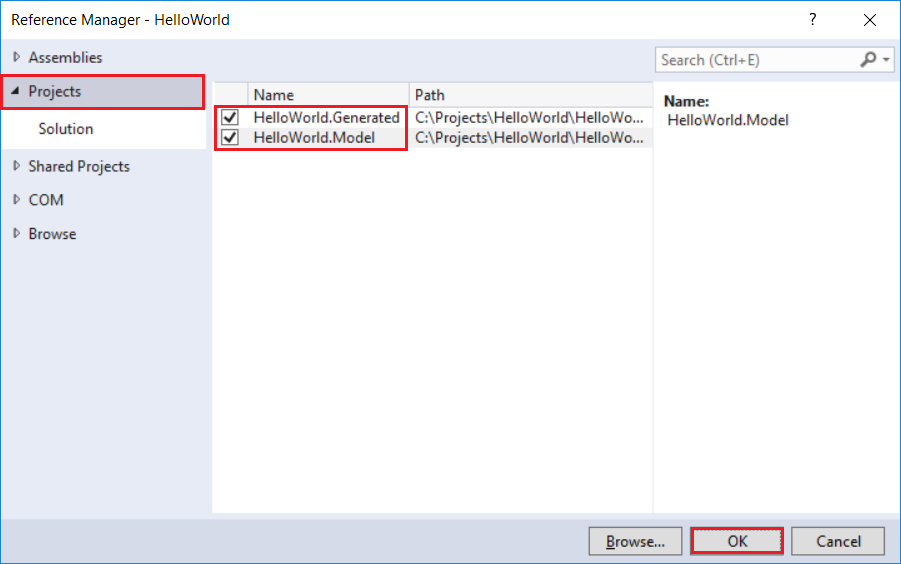 Reference Manager - HelloWorld
?
Assemblies
Search (Ctrl+E)
Projects
Solution
Shared Projects
COM
Browse
Name Path
HelloWorld.Generated C:\Projects\HelloWorld\HelloWo...
HelloWorld.Model C:\Projects\HelloWorld\HelloWo...
Name:
HelloWorld.Model
Browse... OK Cancel